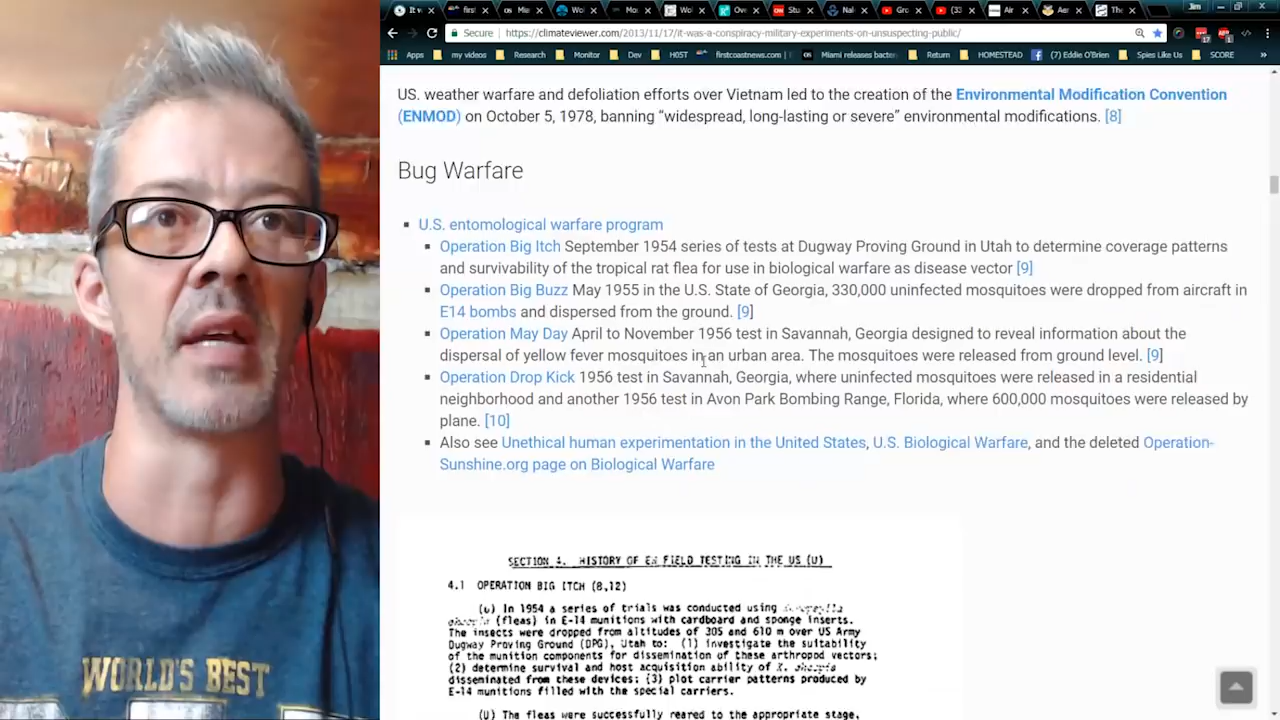 Jim
Secure
https://climateviewer.com/2013/11/17/it-was-a-conspiracy-military-experiments-on-unsuspecting-public/
Apps my videos Research Monitor Dev H05T firstcoastnews.com Miami releases bacter Return HOMESTEAD (7) Eddie O'Brien Spies Like Us SCORE
US. weather warfare and defoliation efforts over Vietnam led to the creation of the Environmental Modification Convention
(ENMOD) on October 5, 1978, banning “widespread, long-lasting or severe” environmental modifications. [8]
Bug Warfare
U.S. entomological warfare program
Operation Big Itch September 1954 series of tests at Dugway Proving Ground in Utah to determine coverage patterns
and survivability of the tropical rat flea for use in biological warfare as disease vector [9]
Operation Big Buzz May 1955 in the U.S. State of Georgia, 330,000 uninfected mosquitoes were dropped from aircraft in
E14 bombs and dispersed from the ground. [9]
Operation May Day April to November 1956 test in Savannah, Georgia designed to reveal information about the
dispersal of yellow fever mosquitoes in an urban area. The mosquitoes were released from ground level. [9]
Operation Drop Kick 1956 test in Savannah, Georgia, where uninfected mosquitoes were released in a residential
neighborhood and another 1956 test in Avon Park Bombing Range, Florida, where 600,000 mosquitoes were released by
plane. [10]
Also see Unethical human experimentation in the United States, U.S. Biological Warfare, and the deleted Operation-
Sunshine.org page on Biological Warfare
SECTION 4. HISTORY OF EW FIELD TESTING IN THE US (U)
4.1 OPERATION BIG ITCH (8,12)
(U) In 1954 a series of trials was conducted using
(fleas) in E-14 munitions with cardboard and sponge inserts.
The insects were dropped from altitudes of 305 and 610 m over US Army
Dugway Proving Ground (DPG), Utah to: (1) investigate the suitability
of the munition components for dissemination of these arthropod vectors;
(2) determine survival and host acquisition ability of X. cheopis
disseminated from these devices; (3) plot carrier patterns produced by
E-14 munitions filled with the special carriers.
(U) The fleas were successfully reared to the appropriate stage,
WORLD'S BEST